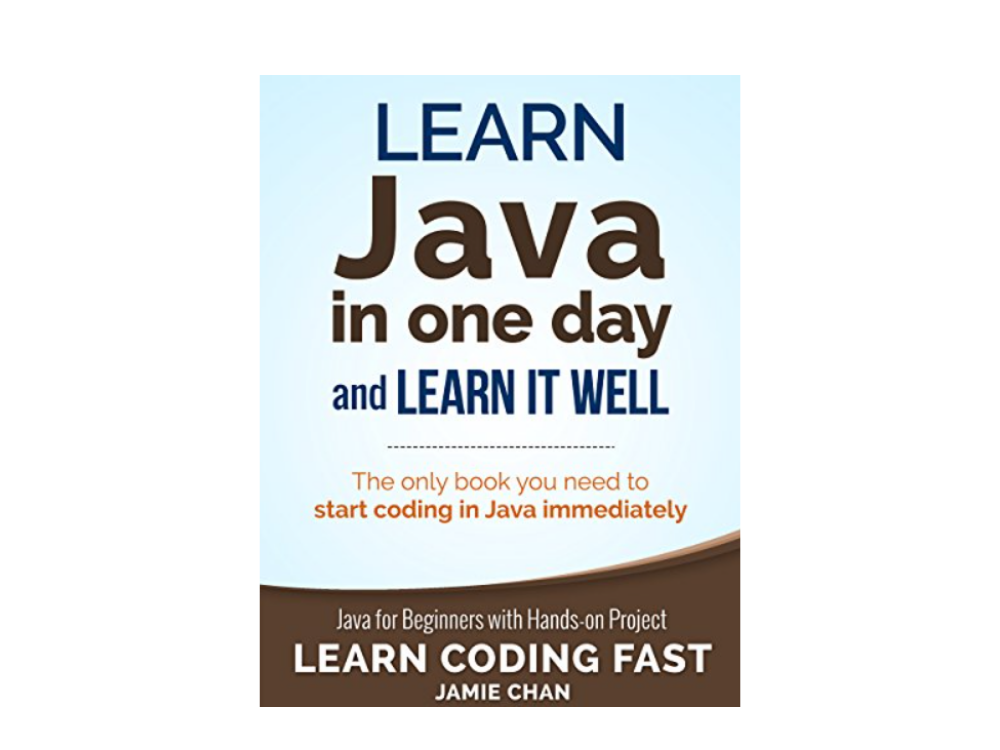 LEARN
Java
in one day
and LEARN IT WELL
The only book you need to
start coding in Java immediately
Java for Beginners with Hands-on Project
LEARN CODING FAST
JAMIE CHAN